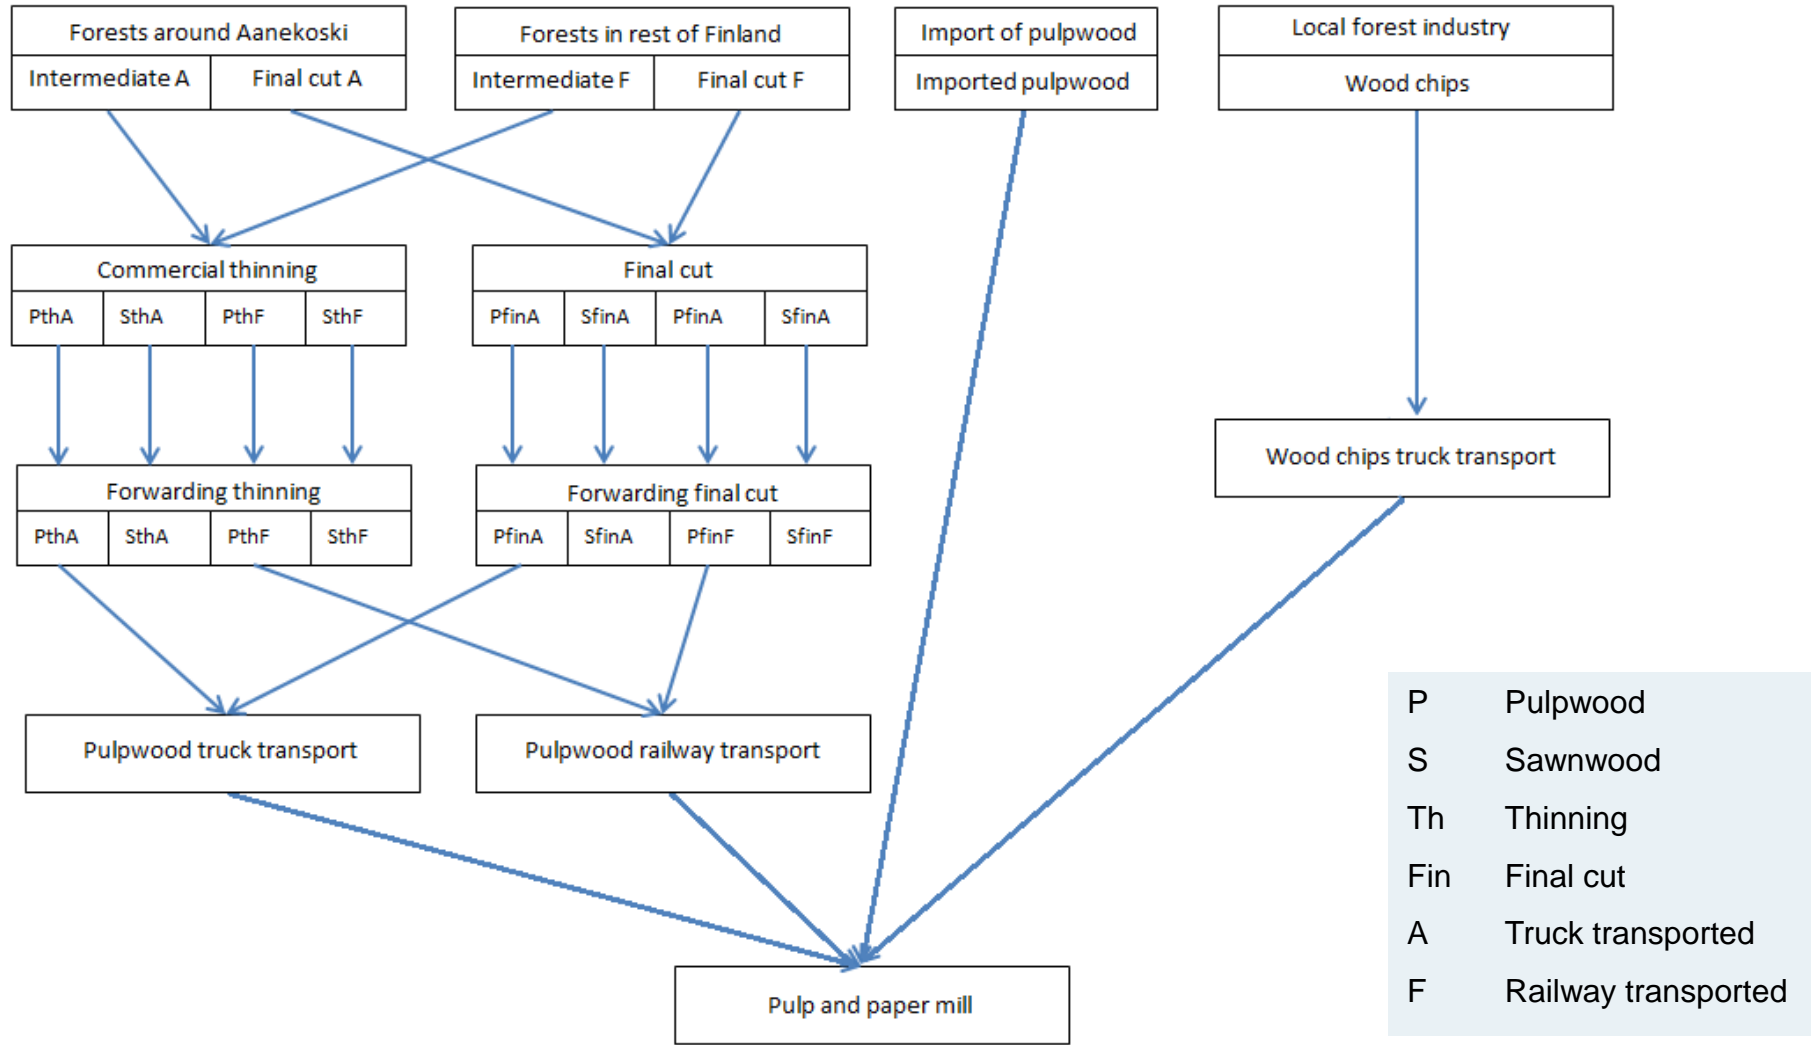 Forests around Aanekoski
Intermediate A
Final cut A
Forests in rest of Finland
Intermediate F
Final cut F
Import of pulpwood
Imported pulpwood
Local forest industry
Wood chips
Commercial thinning
PthA
SthA
PthF
SthF
Final cut
PfinA
SfinA
PfinA
SfinA
Wood chips truck transport
Forwarding thinning
PthA
SthA
PthF
SthF
Forwarding final cut
PfinA
SfinA
PfinF
SfinF
Pulpwood truck transport
Pulpwood railway transport
Pulp and paper mill
P Pulpwood
S Sawnwood
Th Thinning
Fin Final cut
A Truck transported
F Railway transported